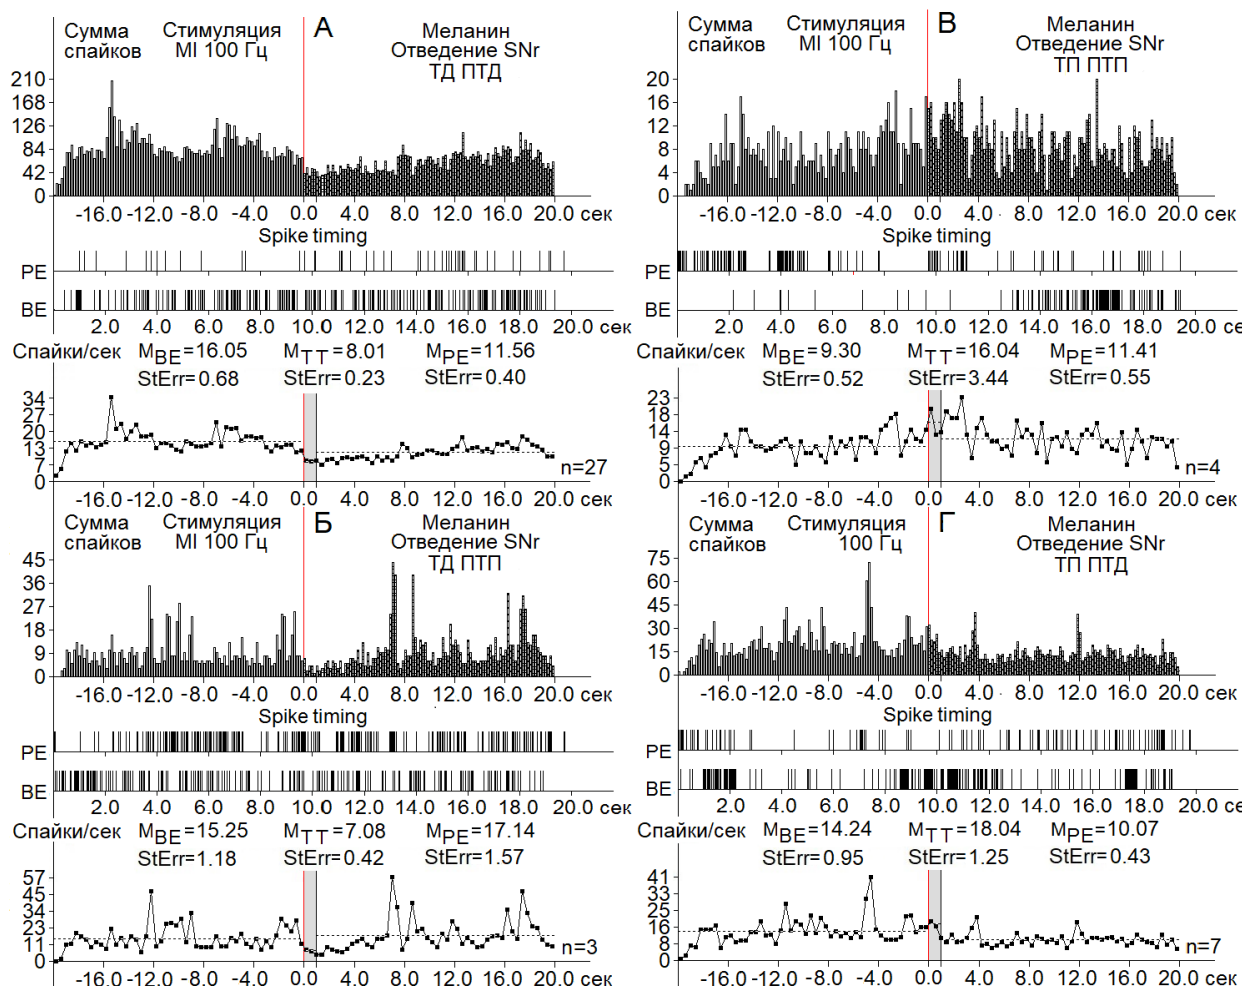 Сумма спайков
Стимуляция MI 100 Гц
А
Меланин
Отведение SNr
ТД ПТД
210
168
126
84
42
0
-16.0 -12.0 -8.0 -4.0 0.0 4.0 8.0 12.0 16.0 20.0 сек
Spike timing
PE
BE
2.0 4.0 6.0 8.0 10.0 12.0 14.0 16.0 18.0 20.0 сек
Спайки/сек MBE=16.05 MTT=8.01 MPE=11.56
StErr=0.68 StErr=0.23 StErr=0.40
34
27
20
13
7
0
n=27
-16.0 -12.0 -8.0 -4.0 0.0 4.0 8.0 12.0 16.0 20.0 сек
Сумма спайков
Стимуляция MI 100 Гц
В
Меланин
Отведение SNr
ТП ПТП
20
16
12
8
4
0
-16.0 -12.0 -8.0 -4.0 0.0 4.0 8.0 12.0 16.0 20.0 сек
Spike timing
PE
BE
2.0 4.0 6.0 8.0 10.0 12.0 14.0 16.0 18.0 20.0 се
Спайки/сек MBE=9.30 MTT=16.04 MPE=11.41
StErr=0.52 StErr=3.44 StErr=0.55
23
18
14
9
5
0
n=4
-16.0 -12.0 -8.0 -4.0 0.0 4.0 8.0 12.0 16.0 20.0 сек
Сумма спайков
Стимуляция MI 100 Гц
Б
Меланин
Отведение SNr
ТД ПТП
45
36
27
18
9
0
-16.0 -12.0 -8.0 -4.0 0.0 4.0 8.0 12.0 16.0 20.0 сек
Spike timing
PE
BE
2.0 4.0 6.0 8.0 10.0 12.0 14.0 16.0 18.0 20.0 сек
Спайки/сек MBE=15.25 MTT=7.08 MPE=17.14
StErr=1.18 StErr=0.42 StErr=1.57
57
45
34
23
11
0
n=3
-16.0 -12.0 -8.0 -4.0 0.0 4.0 8.0 12.0 16.0 20.0 сек
Сумма спайков
Стимуляция 100 Гц
Г
Меланин
Отведение SNr
ТП ПТД
75
60
45
30
15
0
-16.0 -12.0 -8.0 -4.0 0.0 4.0 8.0 12.0 16.0 20.0 сек
Spike timing
PE
BE
2.0 4.0 6.0 8.0 10.0 12.0 14.0 16.0 18.0 20.0 се
Спайки/сек MBE=14.24 MTT=18.04 MPE=10.07
StErr=0.95 StErr=1.25 StErr=0.43
41
33
25
16
8
0
n=7
-16.0 -12.0 -8.0 -4.0 0.0 4.0 8.0 12.0 16.0 20.0 сек